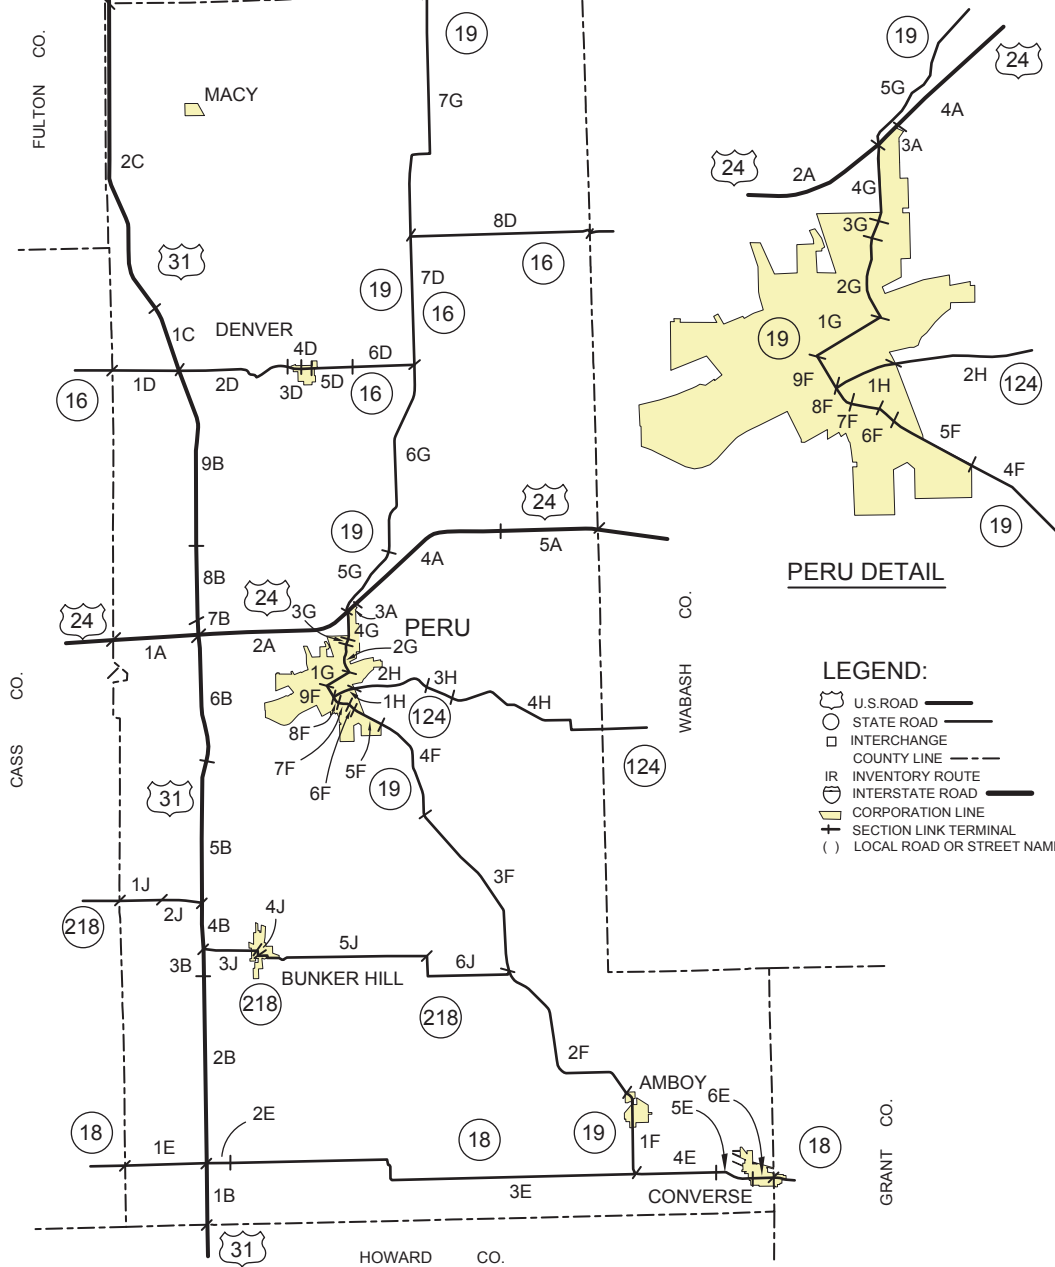 FULTON CO.
MACY
19
7G
2C
31
8D
16
19
7D
16
1C
DENVER
4D
6D
1D
2D
3D
5D
16
16
6G
9B
19
24
4A
5A
8B
5G
24
3G
3A
7B
4G
PERU
24
1A
2A
2G
1G
2H
3H
6B
9F
1H
124
4H
8F
7F
5F
4F
6F
124
19
CASS CO.
WABASH CO.
31
5B
3F
1J
2J
218
4J
4B
5J
3B
3J
6J
BUNKER HILL
218
218
2B
2F
AMBOY
6E
5E
2E
18
1E
18
19
1F
4E
18
3E
CONVERSE
1B
GRANT CO.
31
HOWARD CO.
19
24
5G
4A
3A
24
2A
4G
3G
2G
1G
19
9F
1H
2H
124
8F
7F
6F
5F
4F
19
PERU DETAIL
LEGEND:
U.S.ROAD
STATE ROAD
INTERCHANGE
COUNTY LINE
IR INVENTORY ROUTE
INTERSTATE ROAD
CORPORATION LINE
SECTION LINK TERMINAL
( ) LOCAL ROAD OR STREET NAM